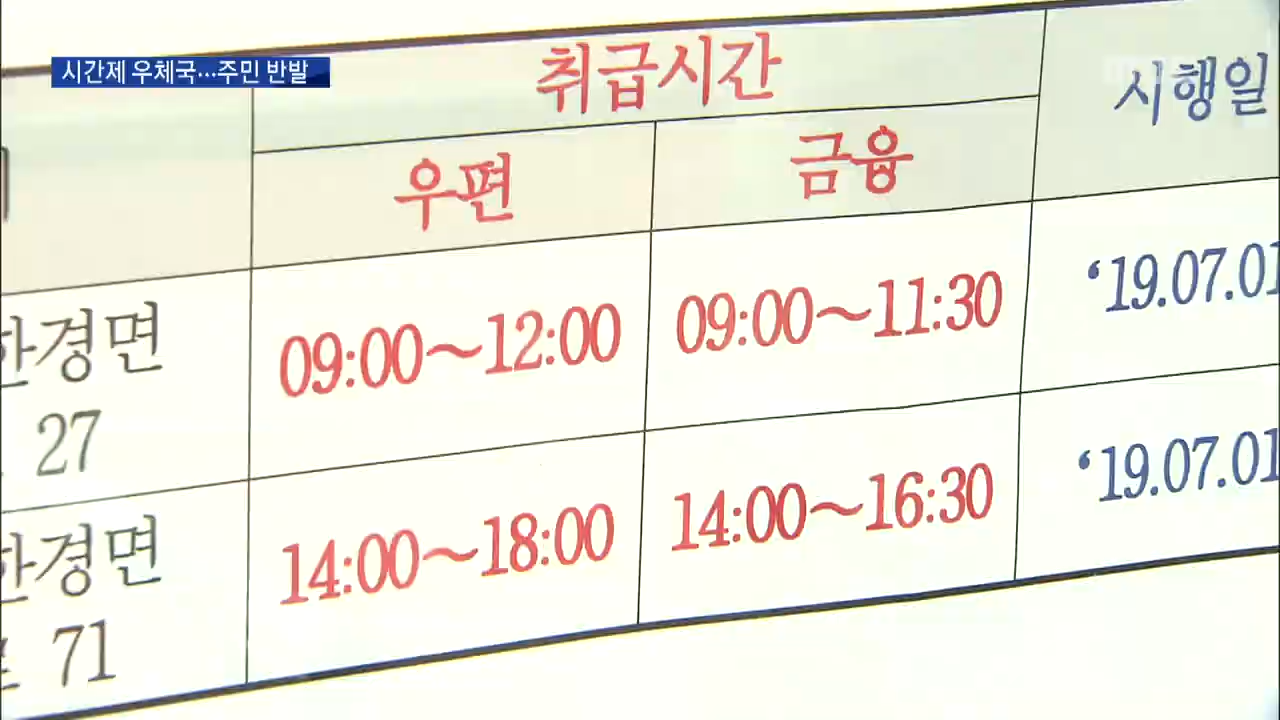 시간제 우체국...주민 반발
취급시간
시행일
우편
금융
한경면
27
09:00~12:00
09:00~11:30
‘19.07.01
한경면
71
14:00~18:00
14:00~16:30
‘19.07.01